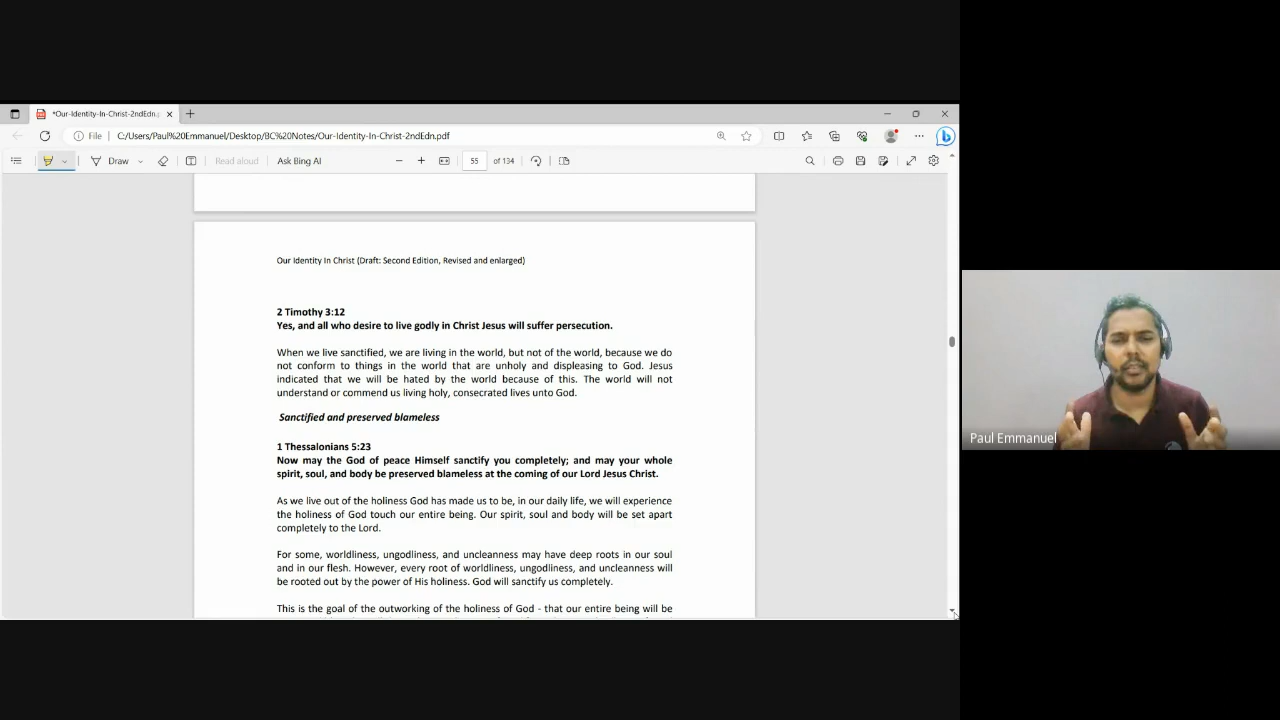 *Our-Identity-In-Christ-2ndEdn.p
File
C:/Users/Paul%20Emmanuel/Desktop/BC%20Notes/Our-Identity-In-Christ-2ndEdn.pdf
Draw
Read aloud
Ask Bing AI
55
of 134
Our Identity In Christ (Draft: Second Edition, Revised and enlarged)
2 Timothy 3:12
Yes, and all who desire to live godly in Christ Jesus will suffer persecution.
When we live sanctified, we are living in the world, but not of the world, because we do
not conform to things in the world that are unholy and displeasing to God. Jesus
indicated that we will be hated by the world because of this. The world will not
understand or commend us living holy, consecrated lives unto God.
Sanctified and preserved blameless
1 Thessalonians 5:23
Now may the God of peace Himself sanctify you completely; and may your whole
spirit, soul, and body be preserved blameless at the coming of our Lord Jesus Christ.
As we live out of the holiness God has made us to be, in our daily life, we will experience
the holiness of God touch our entire being. Our spirit, soul and body will be set apart
completely to the Lord.
For some, worldliness, ungodliness, and uncleanness may have deep roots in our soul
and in our flesh. However, every root of worldliness, ungodliness, and uncleanness will
be rooted out by the power of His holiness. God will sanctify us completely.
This is the goal of the outworking of the holiness of God - that our entire being will be
Paul Emmanuel